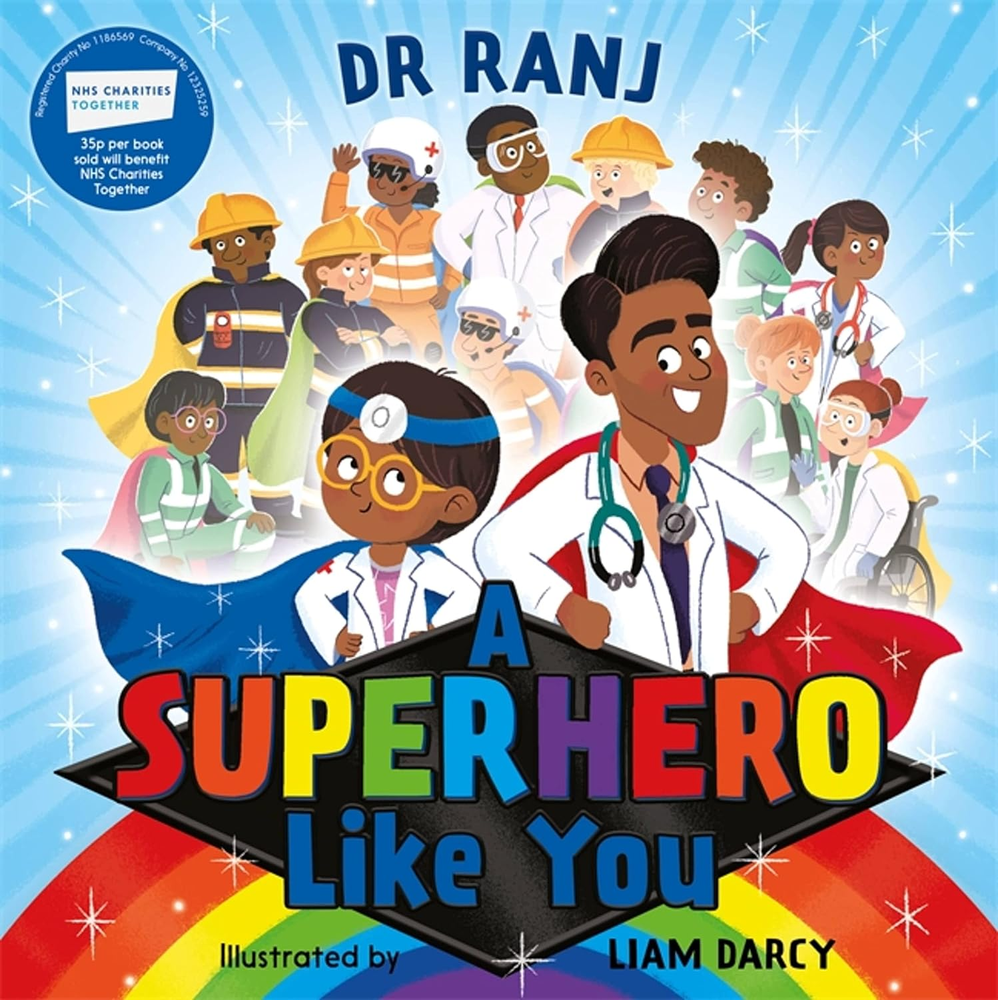 DR RANJ
Registered Charity No 1186569 Company No 12325259
NHS CHARITIES
TOGETHER
35p per book
sold will benefit
NHS Charities
Together
A
SUPERHERO
Like You
Illustrated by LIAM DARCY